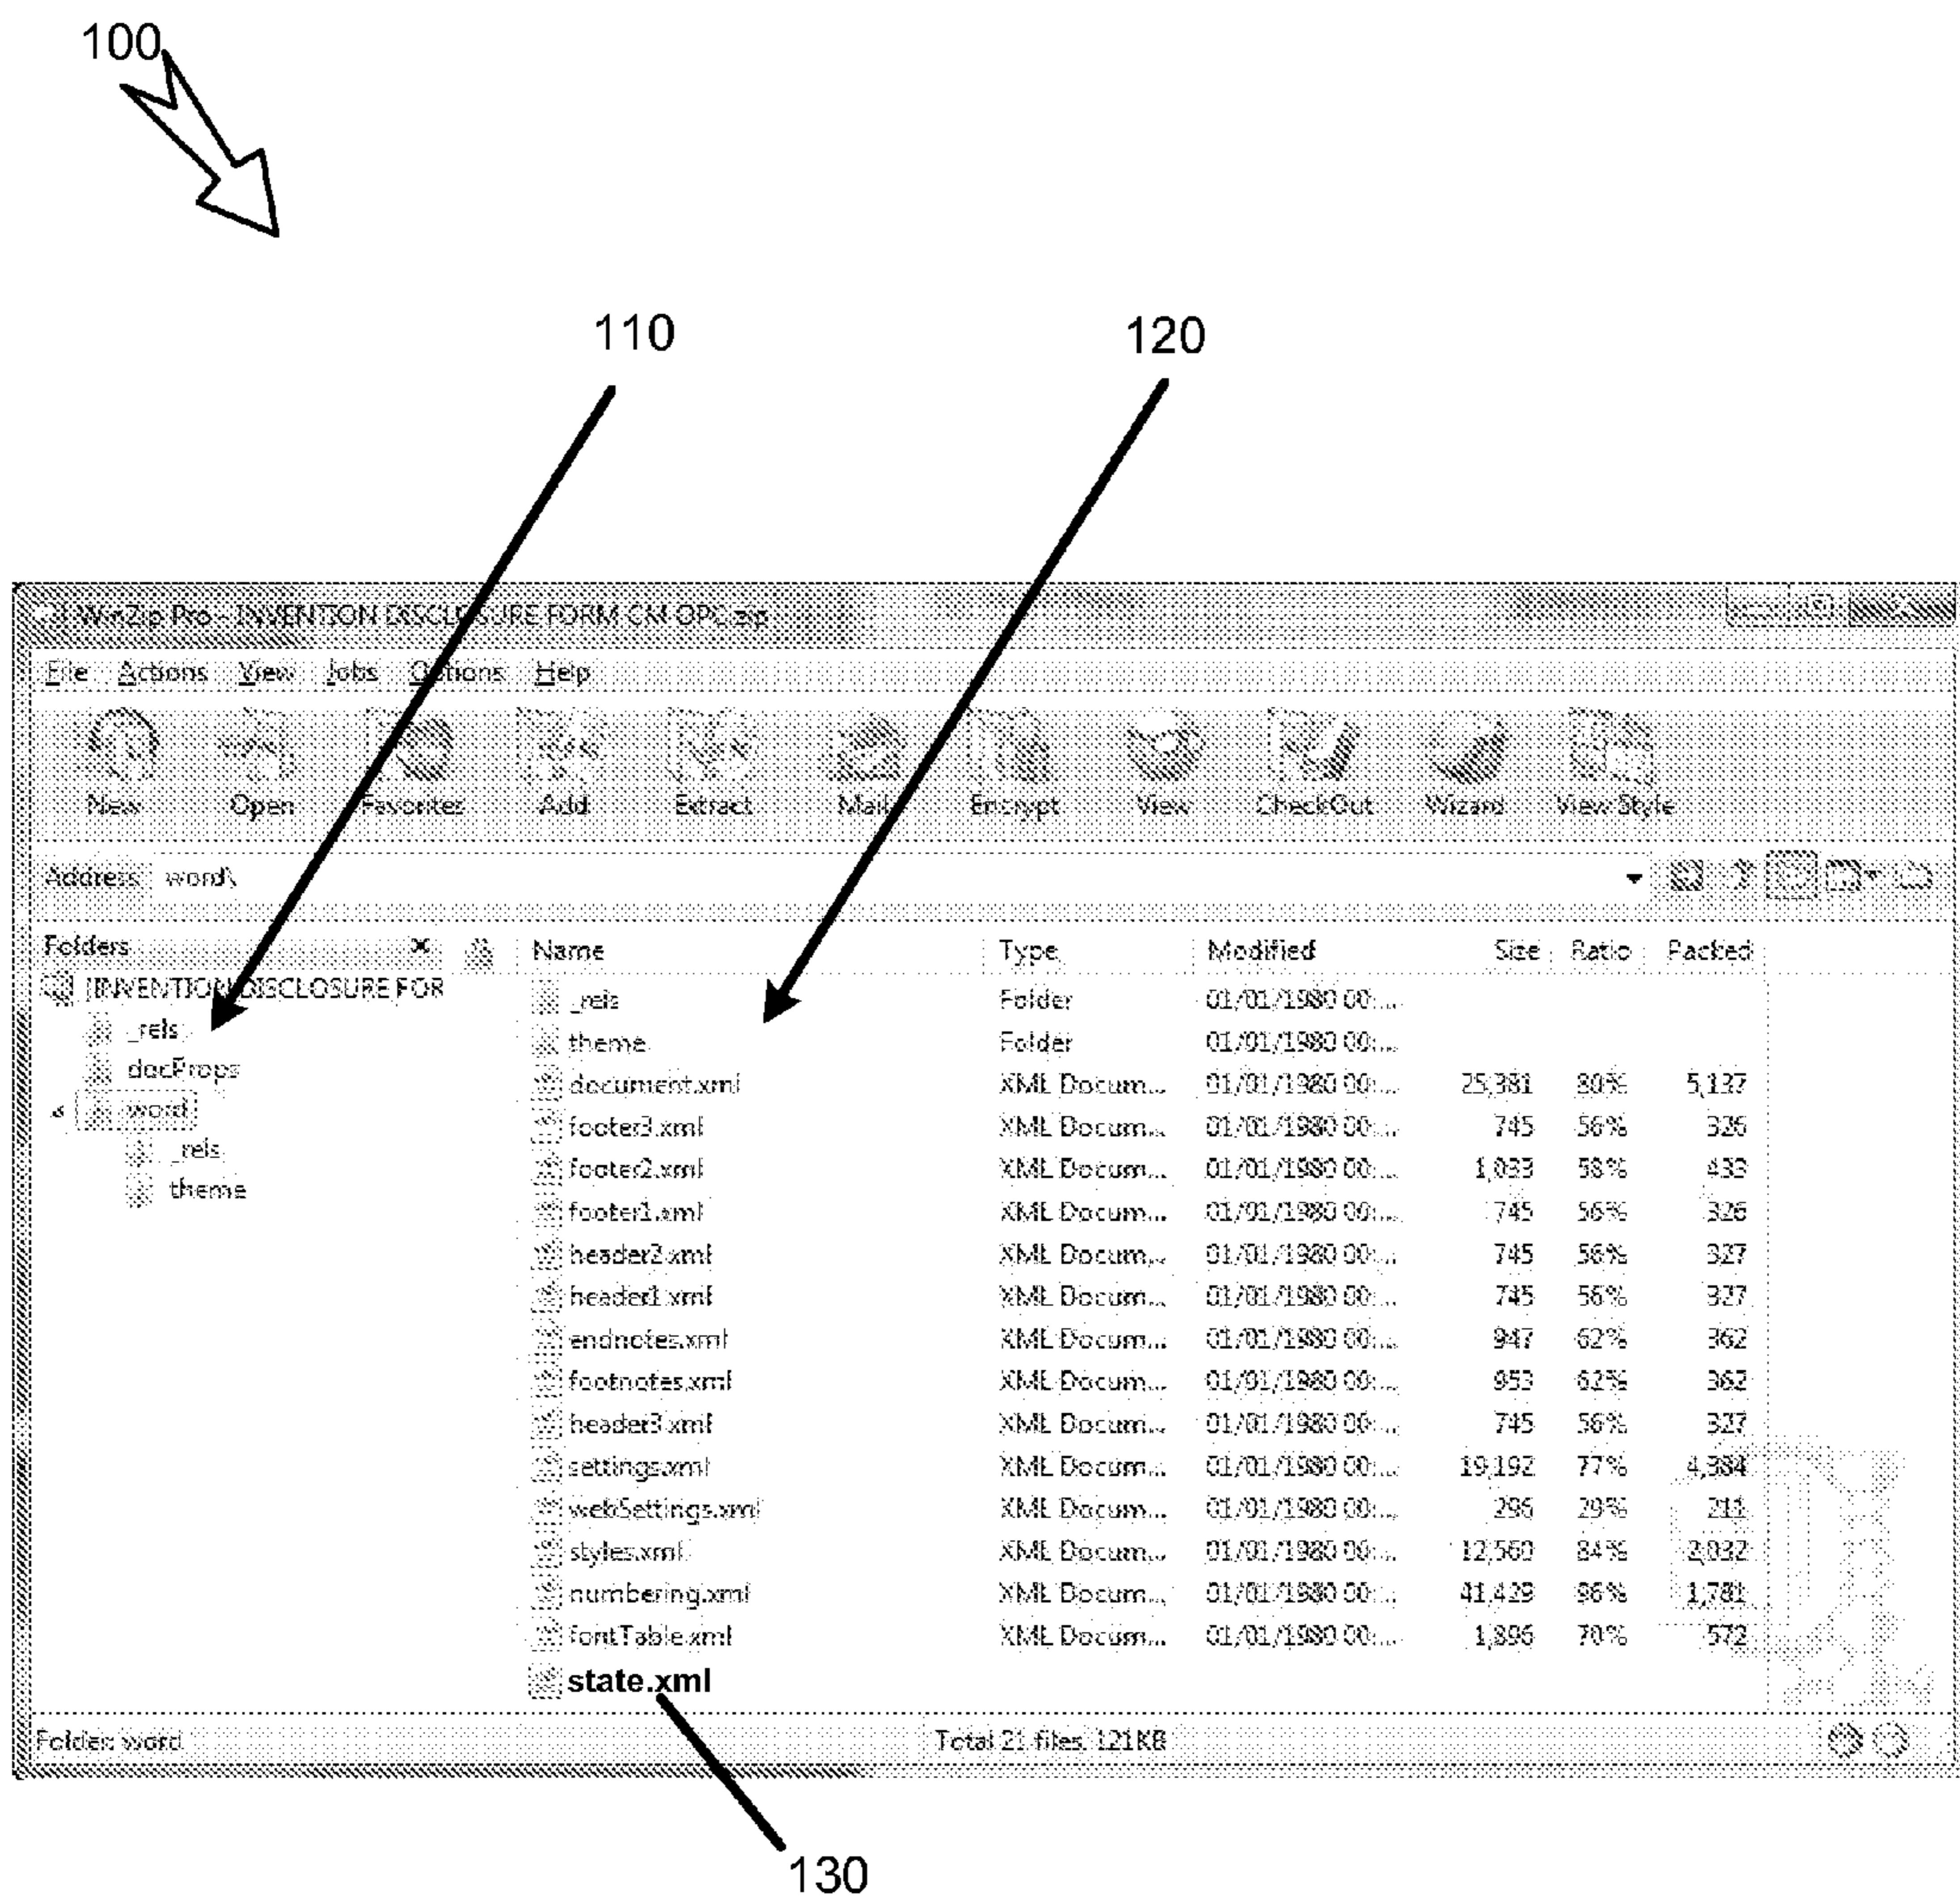 100
110
120
WinZip Pro - INVENTION DISCLOSURE FORM CM OPC.zip
File Actions View Jobs Options Help
New Open Favorites Add Extract Mail Encrypt View CheckOut Wizard View Style
Address: word\
Folders Name Type Modified Size Ratio Packed
INVENTION DISCLOSURE FOR
_rels
docProps
word
_rels
theme
_rels Folder 01/01/1980 00:...
theme Folder 01/01/1980 00:...
document.xml XML Docum... 01/01/1980 00:... 25,381 80% 5,137
footer3.xml XML Docum... 01/01/1980 00:... 745 56% 326
footer2.xml XML Docum... 01/01/1980 00:... 1,033 58% 433
footer1.xml XML Docum... 01/01/1980 00:... 745 56% 326
header2.xml XML Docum... 01/01/1980 00:... 745 56% 327
header1.xml XML Docum... 01/01/1980 00:... 745 56% 327
endnotes.xml XML Docum... 01/01/1980 00:... 947 62% 362
footnotes.xml XML Docum... 01/01/1980 00:... 953 62% 362
header3.xml XML Docum... 01/01/1980 00:... 745 56% 327
settings.xml XML Docum... 01/01/1980 00:... 19,192 77% 4,384
webSettings.xml XML Docum... 01/01/1980 00:... 296 29% 211
styles.xml XML Docum... 01/01/1980 00:... 12,560 84% 2,032
numbering.xml XML Docum... 01/01/1980 00:... 41,429 96% 1,781
fontTable.xml XML Docum... 01/01/1980 00:... 1,896 70% 572
state.xml
Folder: word Total 21 files, 121KB
130